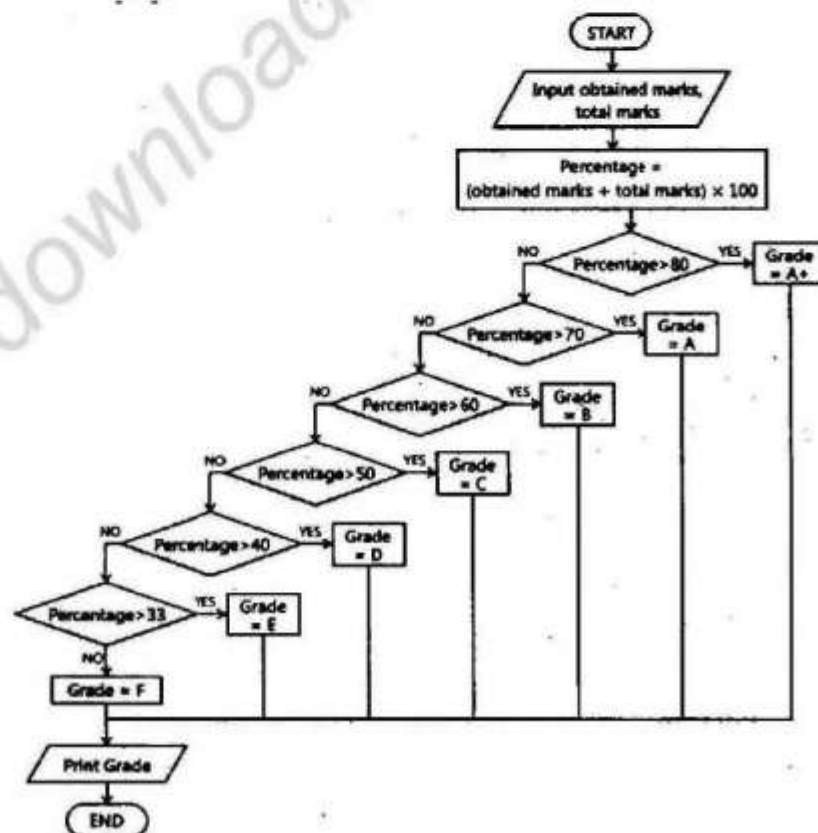 download
START
Input obtained marks,
total marks
Percentage =
(obtained marks + total marks) × 100
Percentage>80
NO
YES
Grade
= A+
Percentage>70
NO
YES
Grade
= A
Percentage>60
NO
YES
Grade
= B
Percentage>50
NO
YES
Grade
= C
Percentage>40
NO
YES
Grade
= D
Percentage>33
YES
Grade
= E
NO
Grade = F
Print Grade
END